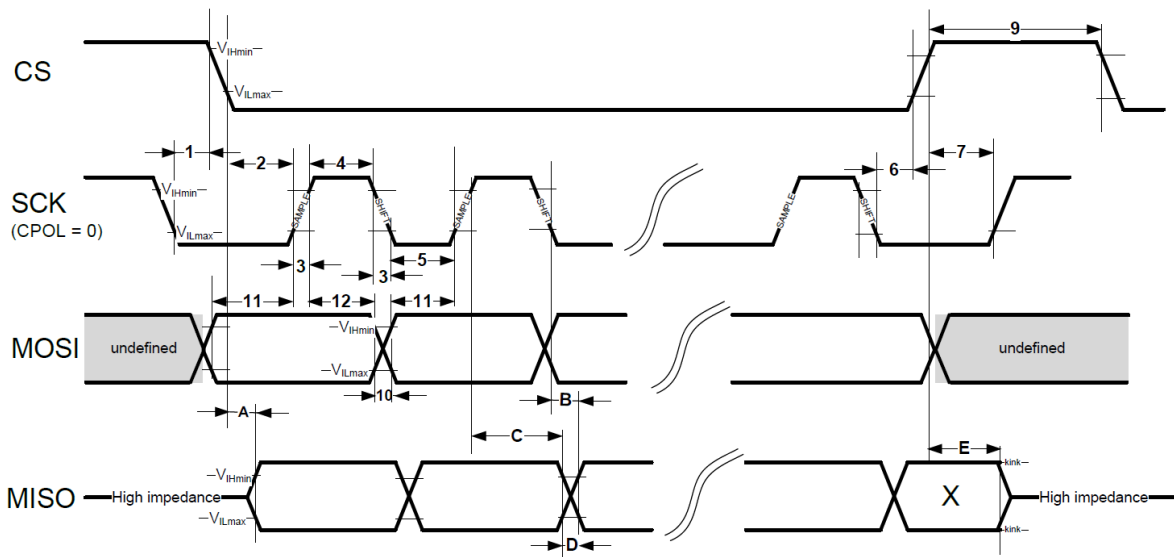 9
V_IHmin
CS
V_ILmax
1 2 4 6 7
V_IHmin SAMPLE SHIFT SAMPLE SAMPLE SHIFT
SCK
(CPOL = 0) V_ILmax
3 3 5
11 12 11
V_IHmin
MOSI undefined undefined
V_ILmax
10 B
A
C E
V_IHmin kink
MISO High impedance X High impedance
V_ILmax kink
D